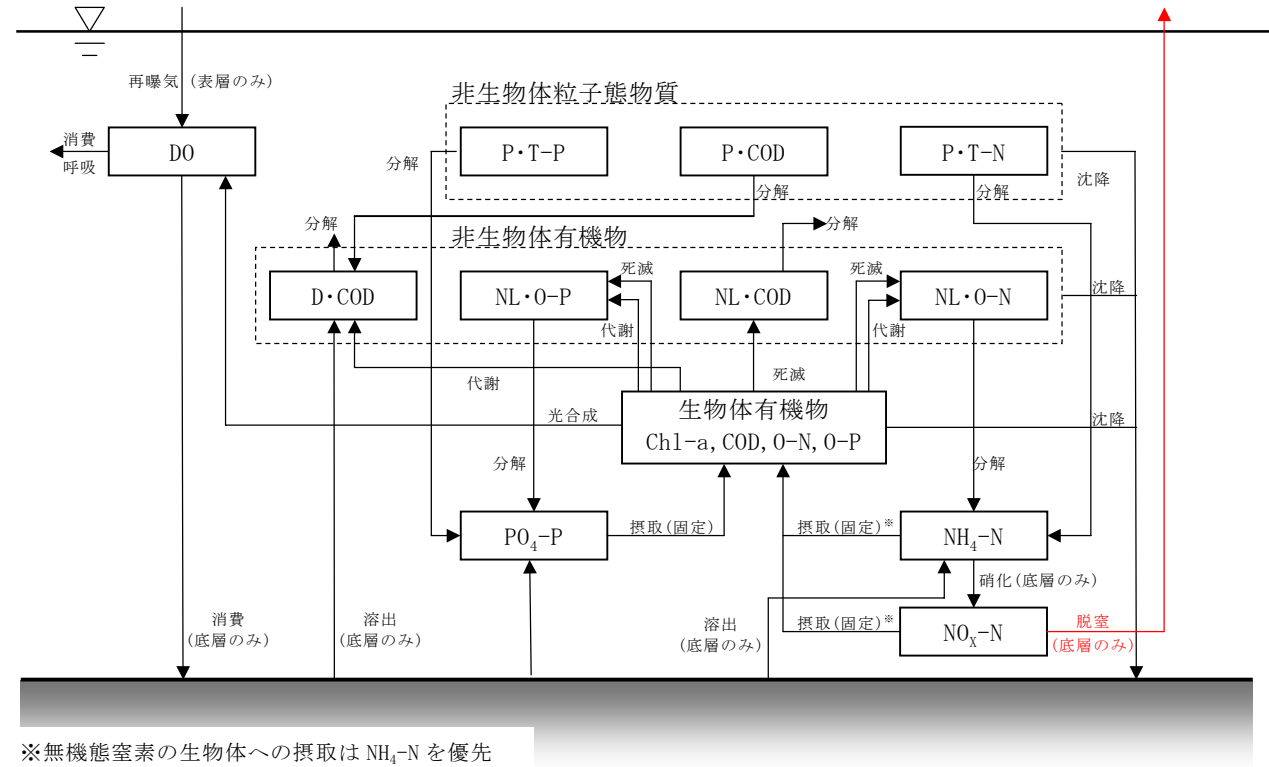 再曝気 (表層のみ)
非生物体粒子態物質
消費
呼吸
DO
P・T-P
P・COD
P・T-N
分解
分解
分解
沈降
分解
非生物体有機物
分解
死滅
死滅
D・COD
NL・O-P
NL・COD
NL・O-N
沈降
代謝
代謝
代謝
死滅
光合成
生物体有機物
Chl-a, COD, O-N, O-P
沈降
分解
分解
PO₄-P
摂取(固定)
摂取(固定)※
NH₄-N
硝化(底層のみ)
消費
(底層のみ)
溶出
(底層のみ)
溶出
(底層のみ)
摂取(固定)※
NOₓ-N
脱窒
(底層のみ)
※無機態窒素の生物体への摂取は NH₄-N を優先